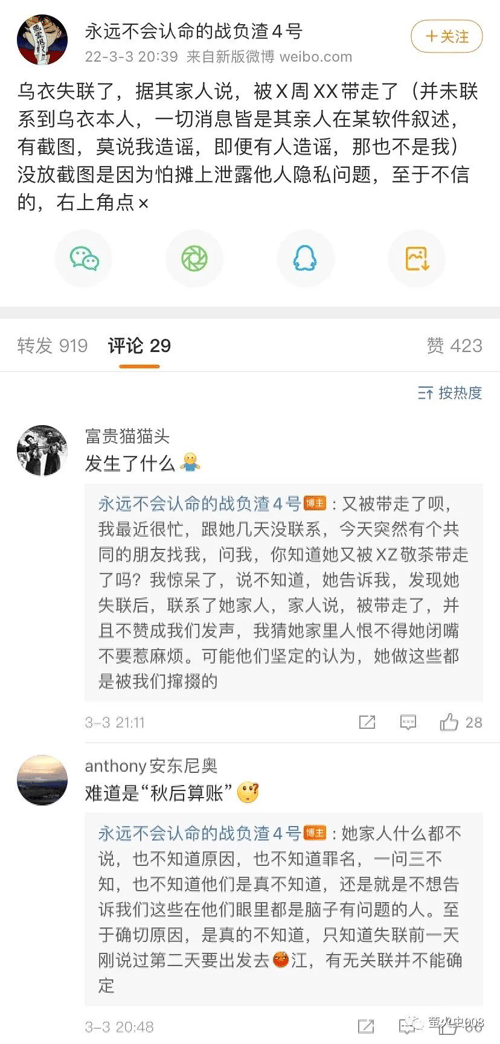 永远不会认命的战负渣4号
+关注
22-3-3 20:39 来自新版微博 weibo.com
乌衣失联了，据其家人说，被X周XX带走了（并未联
系到乌衣本人，一切消息皆是其亲人在某软件叙述，
有截图，莫说我造谣，即便有人造谣，那也不是我）
没放截图是因为怕摊上泄露他人隐私问题，至于不信
的，右上角点×
转发 919 评论 29 赞 423
按热度
富贵猫猫头
发生了什么
永远不会认命的战负渣4号 博主：又被带走了呗，
我最近很忙，跟她几天没联系，今天突然有个共
同的朋友找我，问我，你知道她又被XZ敬茶带走
了吗？我惊呆了，说不知道，她告诉我，发现她
失联后，联系了她家人，家人说，被带走了，并
且不赞成我们发声，我猜她家里人恨不得她闭嘴
不要惹麻烦。可能他们坚定的认为，她做这些都
是被我们撺掇的
3-3 21:11 28
anthony安东尼奥
难道是“秋后算账”
永远不会认命的战负渣4号 博主：她家人什么都不
说，也不知道原因，也不知道罪名，一问三不
知，也不知道他们是真不知道，还是就是不想告
诉我们这些在他们眼里都是脑子有问题的人。至
于确切原因，是真的不知道，只知道失联前一天
刚说过第二天要出发去江，有无关联并不能确
定
3-3 20:48
萤火虫008